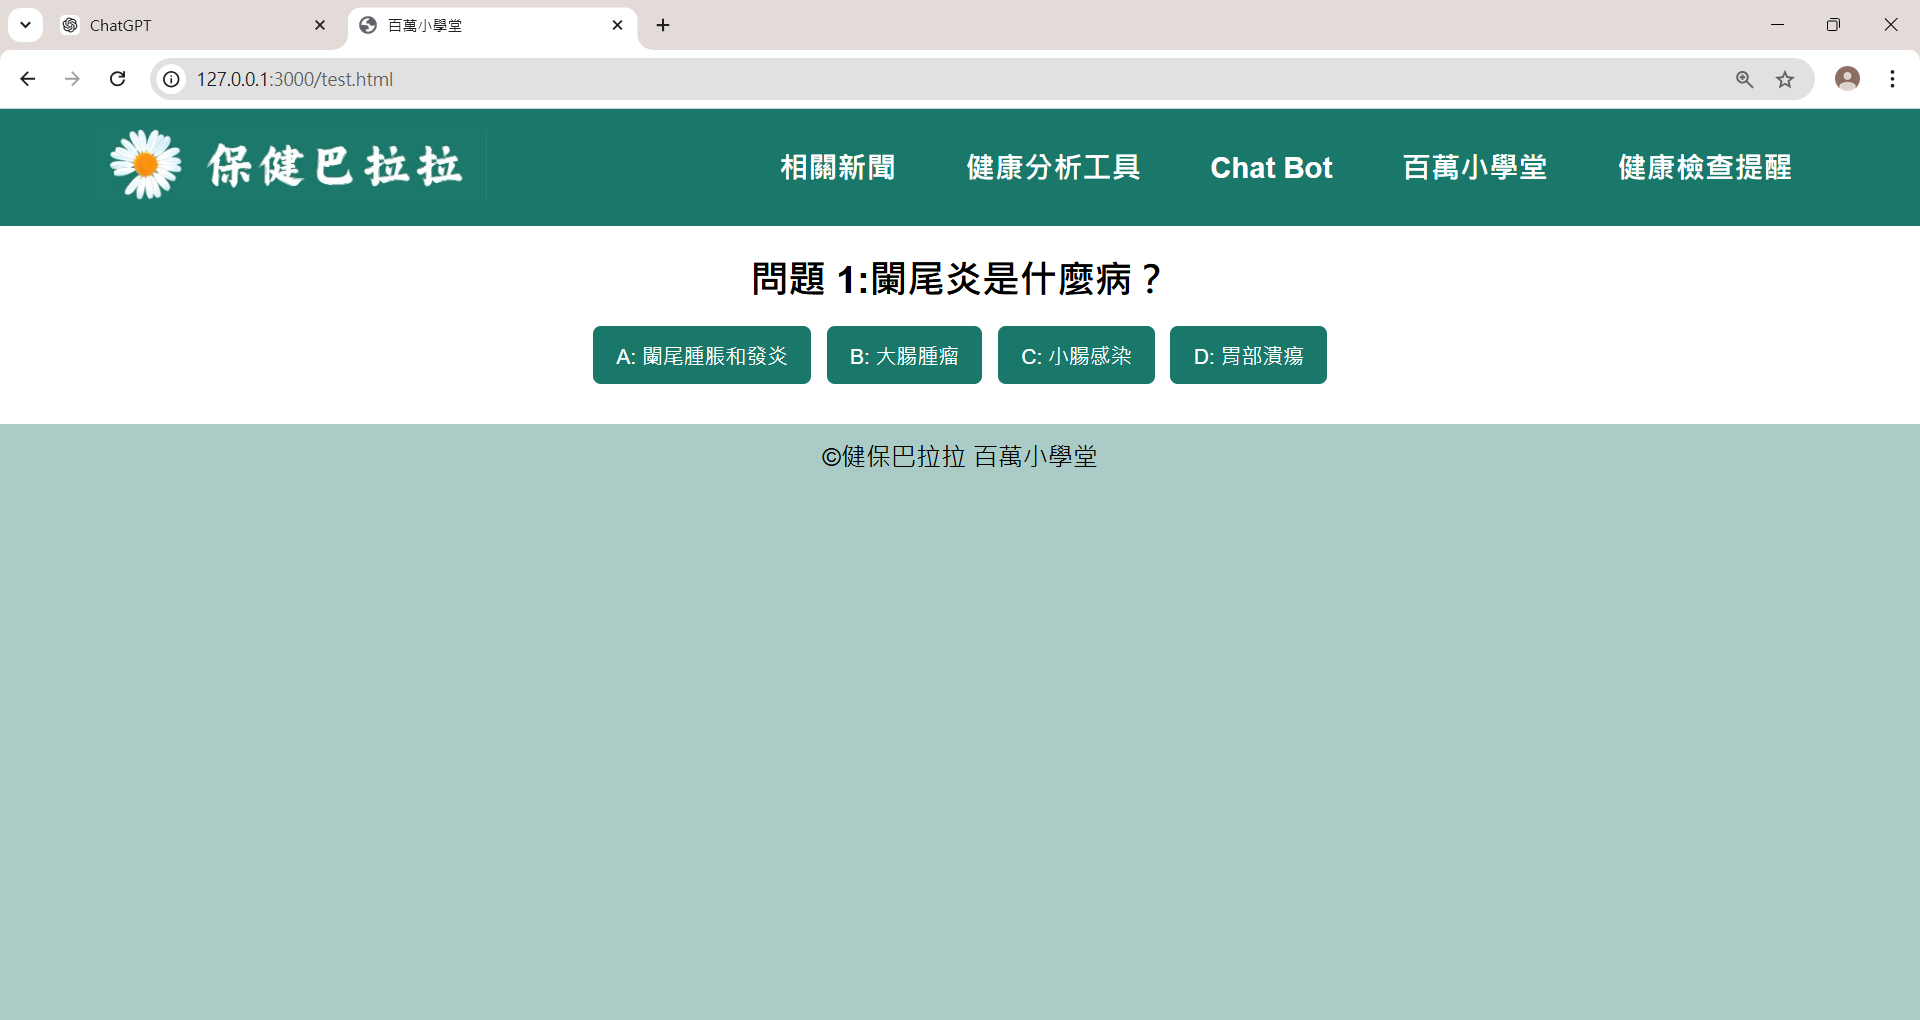 ChatGPT
百萬小學堂
127.0.0.1:3000/test.html
保健巴拉拉
相關新聞
健康分析工具
Chat Bot
百萬小學堂
健康檢查提醒
問題 1:闌尾炎是什麼病？
A: 闌尾腫脹和發炎
B: 大腸腫瘤
C: 小腸感染
D: 胃部潰瘍
©健保巴拉拉 百萬小學堂